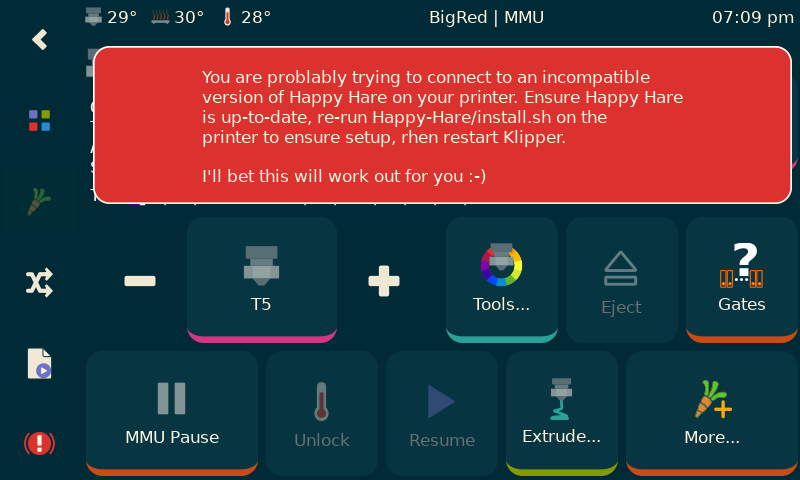 29° 30° 28° BigRed | MMU 07:09 pm
You are problably trying to connect to an incompatible
version of Happy Hare on your printer. Ensure Happy Hare
is up-to-date, re-run Happy-Hare/install.sh on the
printer to ensure setup, rhen restart Klipper.
I'll bet this will work out for you :-)
T5 Tools... Eject Gates
MMU Pause Unlock Resume Extrude... More...